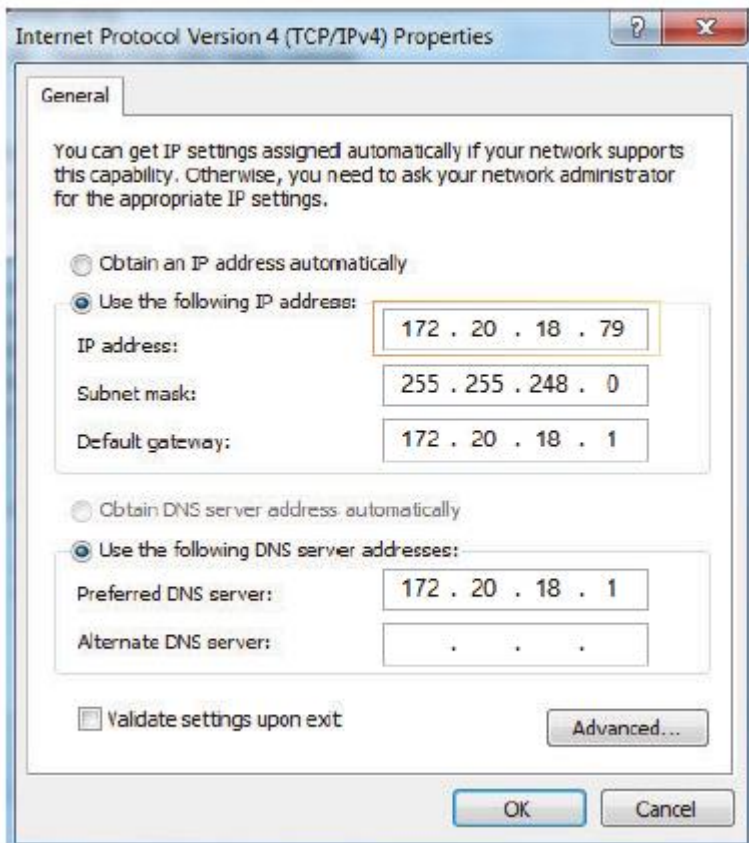 Internet Protocol Version 4 (TCP/IPv4) Properties
General
You can get IP settings assigned automatically if your network supports
this capability. Otherwise, you need to ask your network administrator
for the appropriate IP settings.
Obtain an IP address automatically
Use the following IP address:
IP address: 172 . 20 . 18 . 79
Subnet mask: 255 . 255 . 248 . 0
Default gateway: 172 . 20 . 18 . 1
Obtain DNS server address automatically
Use the following DNS server addresses:
Preferred DNS server: 172 . 20 . 18 . 1
Alternate DNS server: . . .
Validate settings upon exit
Advanced...
OK Cancel